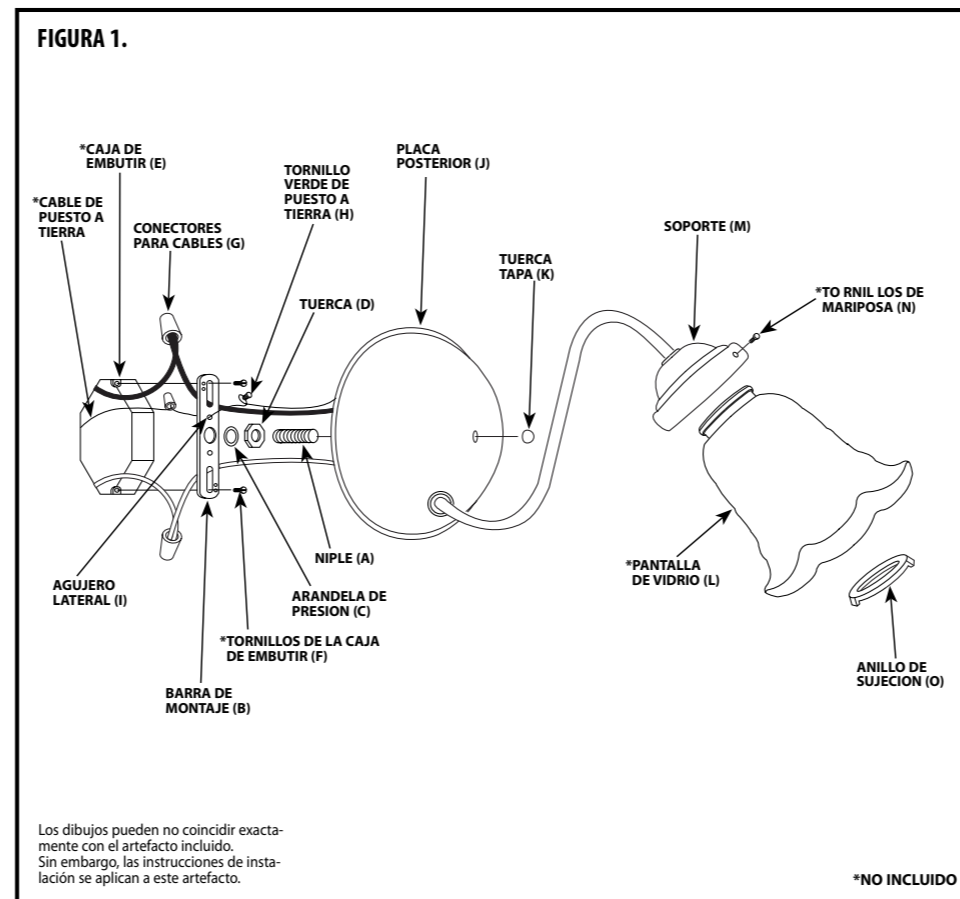 FIGURA 1.
*CAJA DE
EMBUTIR (E)
*CABLE DE
PUESTO A
TIERRA
CONECTORES
PARA CABLES (G)
TORNILLO
VERDE DE
PUESTO A
TIERRA (H)
TUERCA (D)
PLACA
POSTERIOR (J)
TUERCA
TAPA (K)
SOPORTE (M)
*TO RNIL LOS DE
MARIPOSA (N)
AGUJERO
LATERAL (I)
BARRA DE
MONTAJE (B)
*TORNILLOS DE LA CAJA
DE EMBUTIR (F)
ARANDELA DE
PRESION (C)
NIPLE (A)
*PANTALLA
DE VIDRIO (L)
ANILLO DE
SUJECION (O)
Los dibujos pueden no coincidir exacta-
mente con el artefacto incluido.
Sin embargo, las instrucciones de insta-
lación se aplican a este artefacto.
*NO INCLUIDO